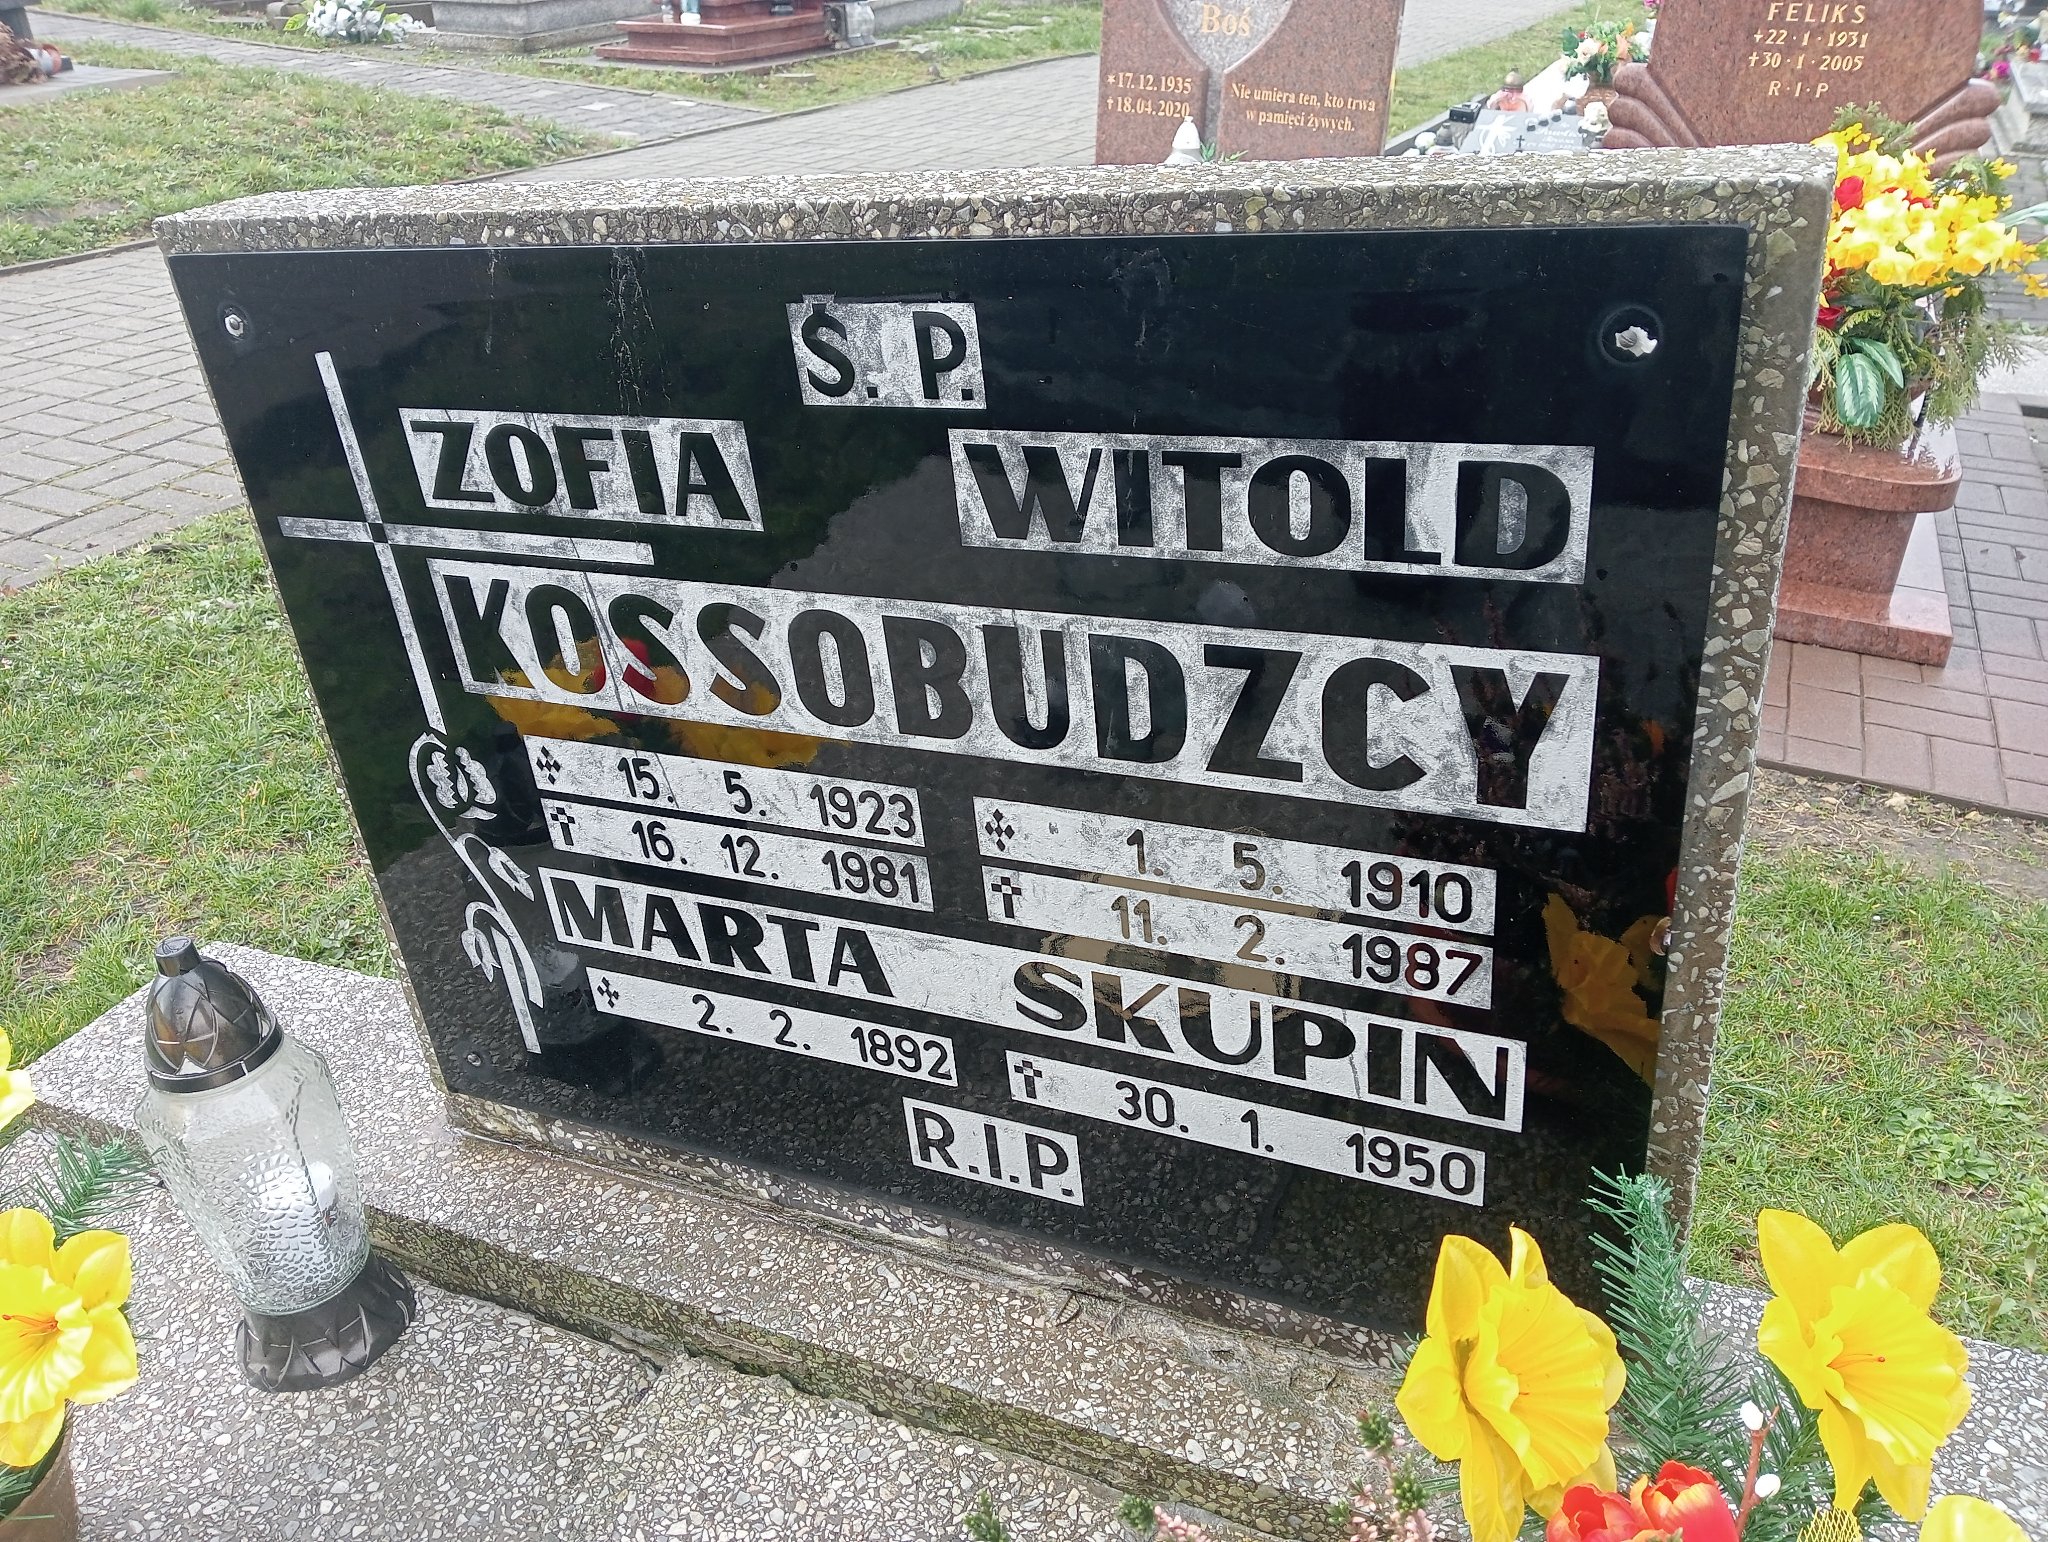 Boś
*17.12.1935
†18.04.2020
Nie umiera ten, kto trwa
w pamięci żywych.
FELIKS
+22·1·1931
+30·1·2005
R·I·P
Ś. P.
ZOFIA WITOLD
KOSSOBUDZCY
15. 5. 1923
✝ 16. 12. 1981
1. 5. 1910
✝ 11. 2. 1987
MARTA SKUPIN
2. 2. 1892
✝ 30. 1. 1950
R.I.P.